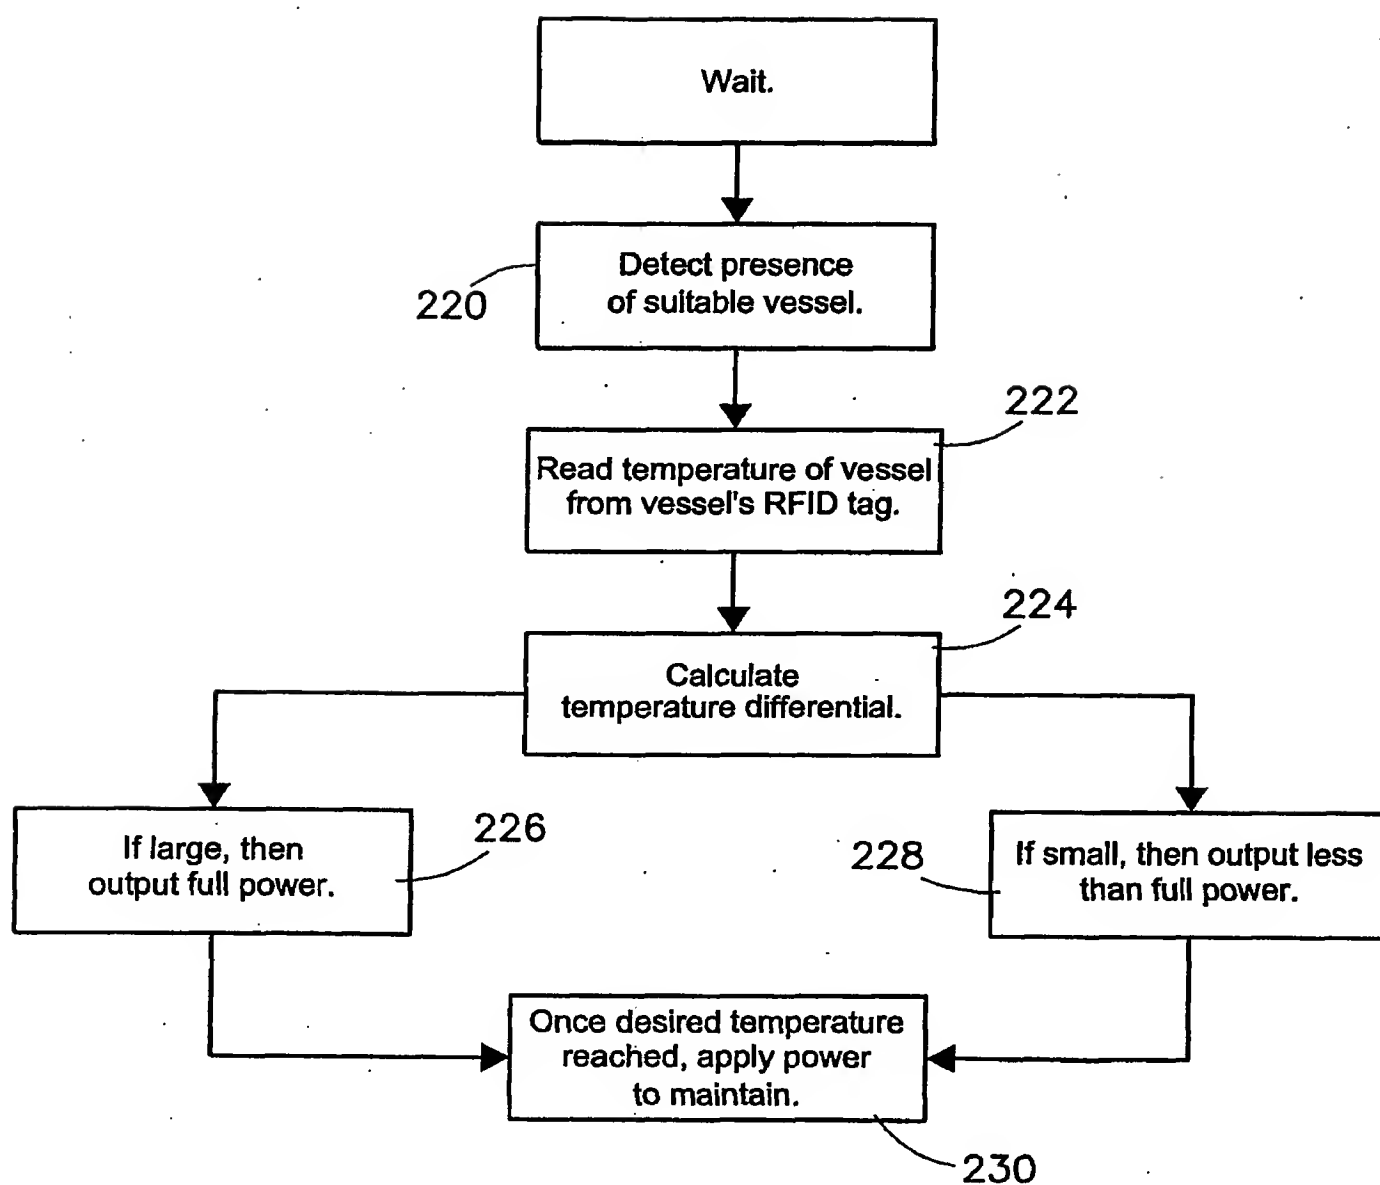 Wait.
Detect presence
of suitable vessel.
220
222
Read temperature of vessel
from vessel's RFID tag.
224
Calculate
temperature differential.
If large, then
output full power.
226
228
If small, then output less
than full power.
Once desired temperature
reached, apply power
to maintain.
230